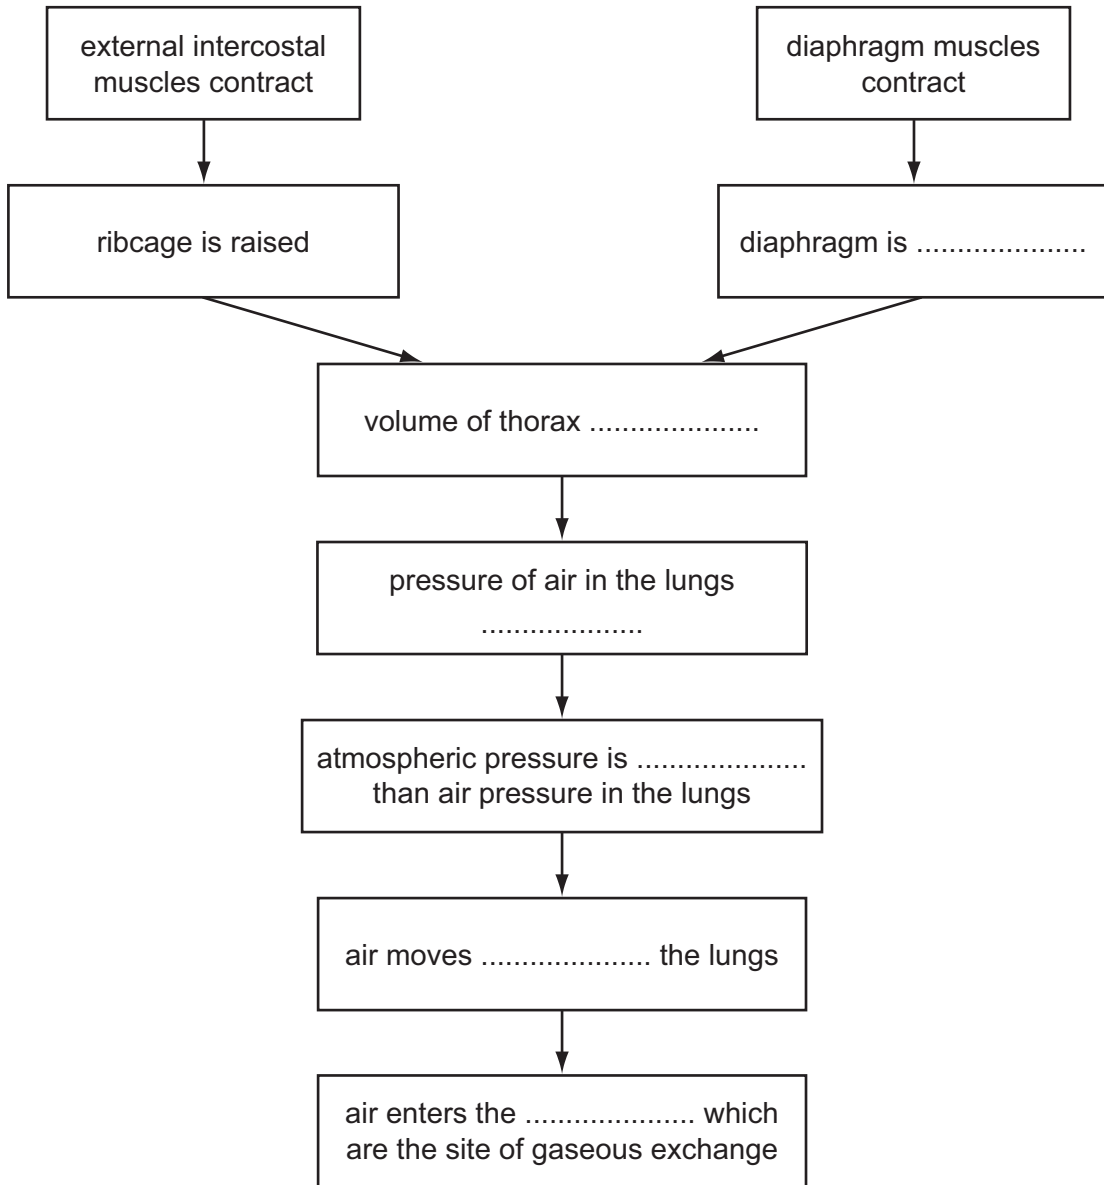 external intercostal
muscles contract
diaphragm muscles
contract
ribcage is raised
diaphragm is .....................
volume of thorax .....................
pressure of air in the lungs
....................
atmospheric pressure is .....................
than air pressure in the lungs
air moves ..................... the lungs
air enters the ..................... which
are the site of gaseous exchange